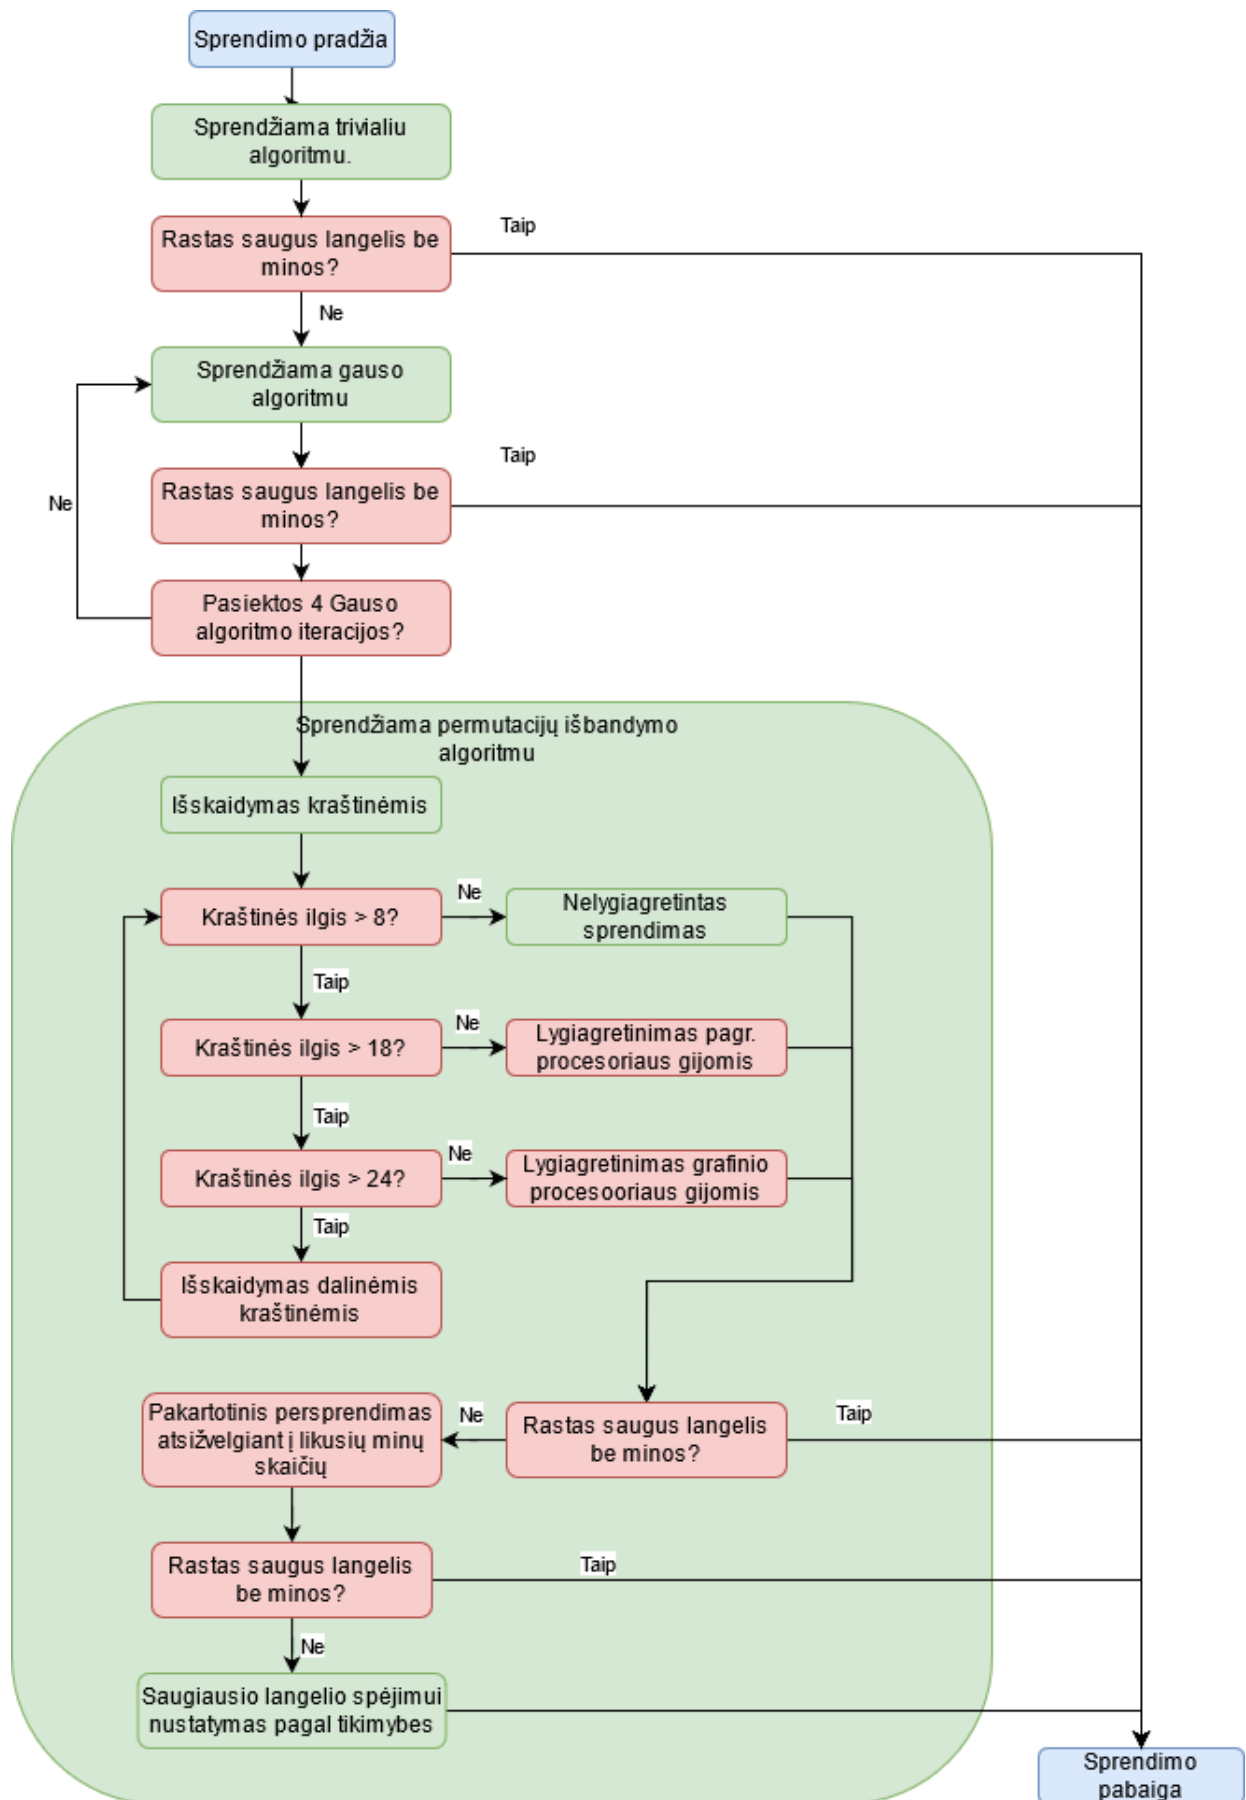 Sprendimo pradžia
Sprendžiama trivialiu
algoritmu.
Rastas saugus langelis be
minos?
Taip
Ne
Sprendžiama gauso
algoritmu
Rastas saugus langelis be
minos?
Taip
Ne
Pasiektos 4 Gauso
algoritmo iteracijos?
Sprendžiama permutacijų išbandymo
algoritmu
Išskaidymas kraštinėmis
Kraštinės ilgis > 8?
Ne
Nelygiagretintas
sprendimas
Taip
Kraštinės ilgis > 18?
Ne
Lygiagretinimas pagr.
procesoriaus gijomis
Taip
Kraštinės ilgis > 24?
Ne
Lygiagretinimas grafinio
procesooriaus gijomis
Taip
Išskaidymas dalinėmis
kraštinėmis
Pakartotinis persprendimas
atsižvelgiant į likusių minų
skaičių
Ne
Rastas saugus langelis
be minos?
Taip
Rastas saugus langelis
be minos?
Taip
Ne
Saugiausio langelio spėjimui
nustatymas pagal tikimybes
Sprendimo
pabaiga